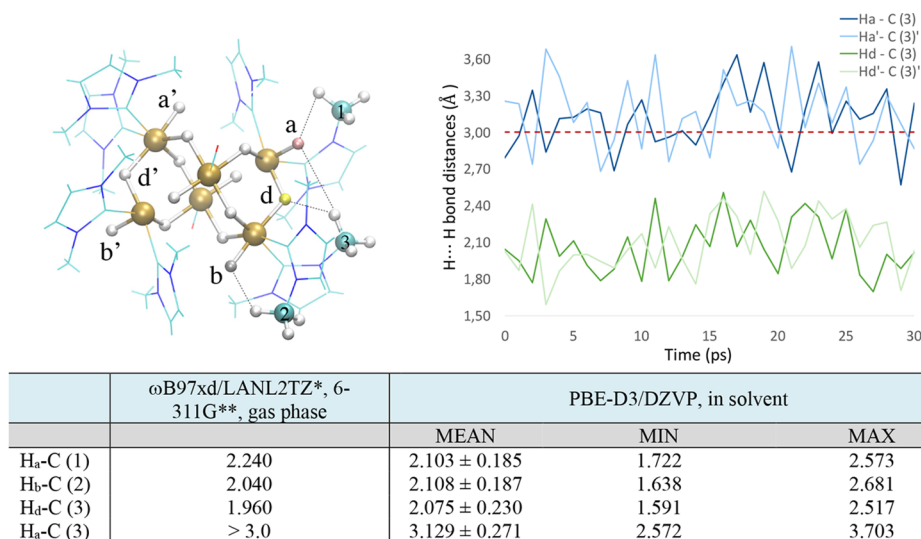 a'
a
1
d'
d
3
b'
b
2
Ha - C (3)
Ha'- C (3)'
Hd - C (3)
Hd'- C (3)'
H··· H bond distances (Å )
3,60
3,30
3,00
2,70
2,40
2,10
1,80
1,50
0 5 10 15 20 25 30
Time (ps)
ωB97xd/LANL2TZ*, 6-
311G**, gas phase
PBE-D3/DZVP, in solvent
MEAN MIN MAX
Hₐ-C (1) 2.240 2.103 ± 0.185 1.722 2.573
H_b-C (2) 2.040 2.108 ± 0.187 1.638 2.681
H_d-C (3) 1.960 2.075 ± 0.230 1.591 2.517
Hₐ-C (3) > 3.0 3.129 ± 0.271 2.572 3.703